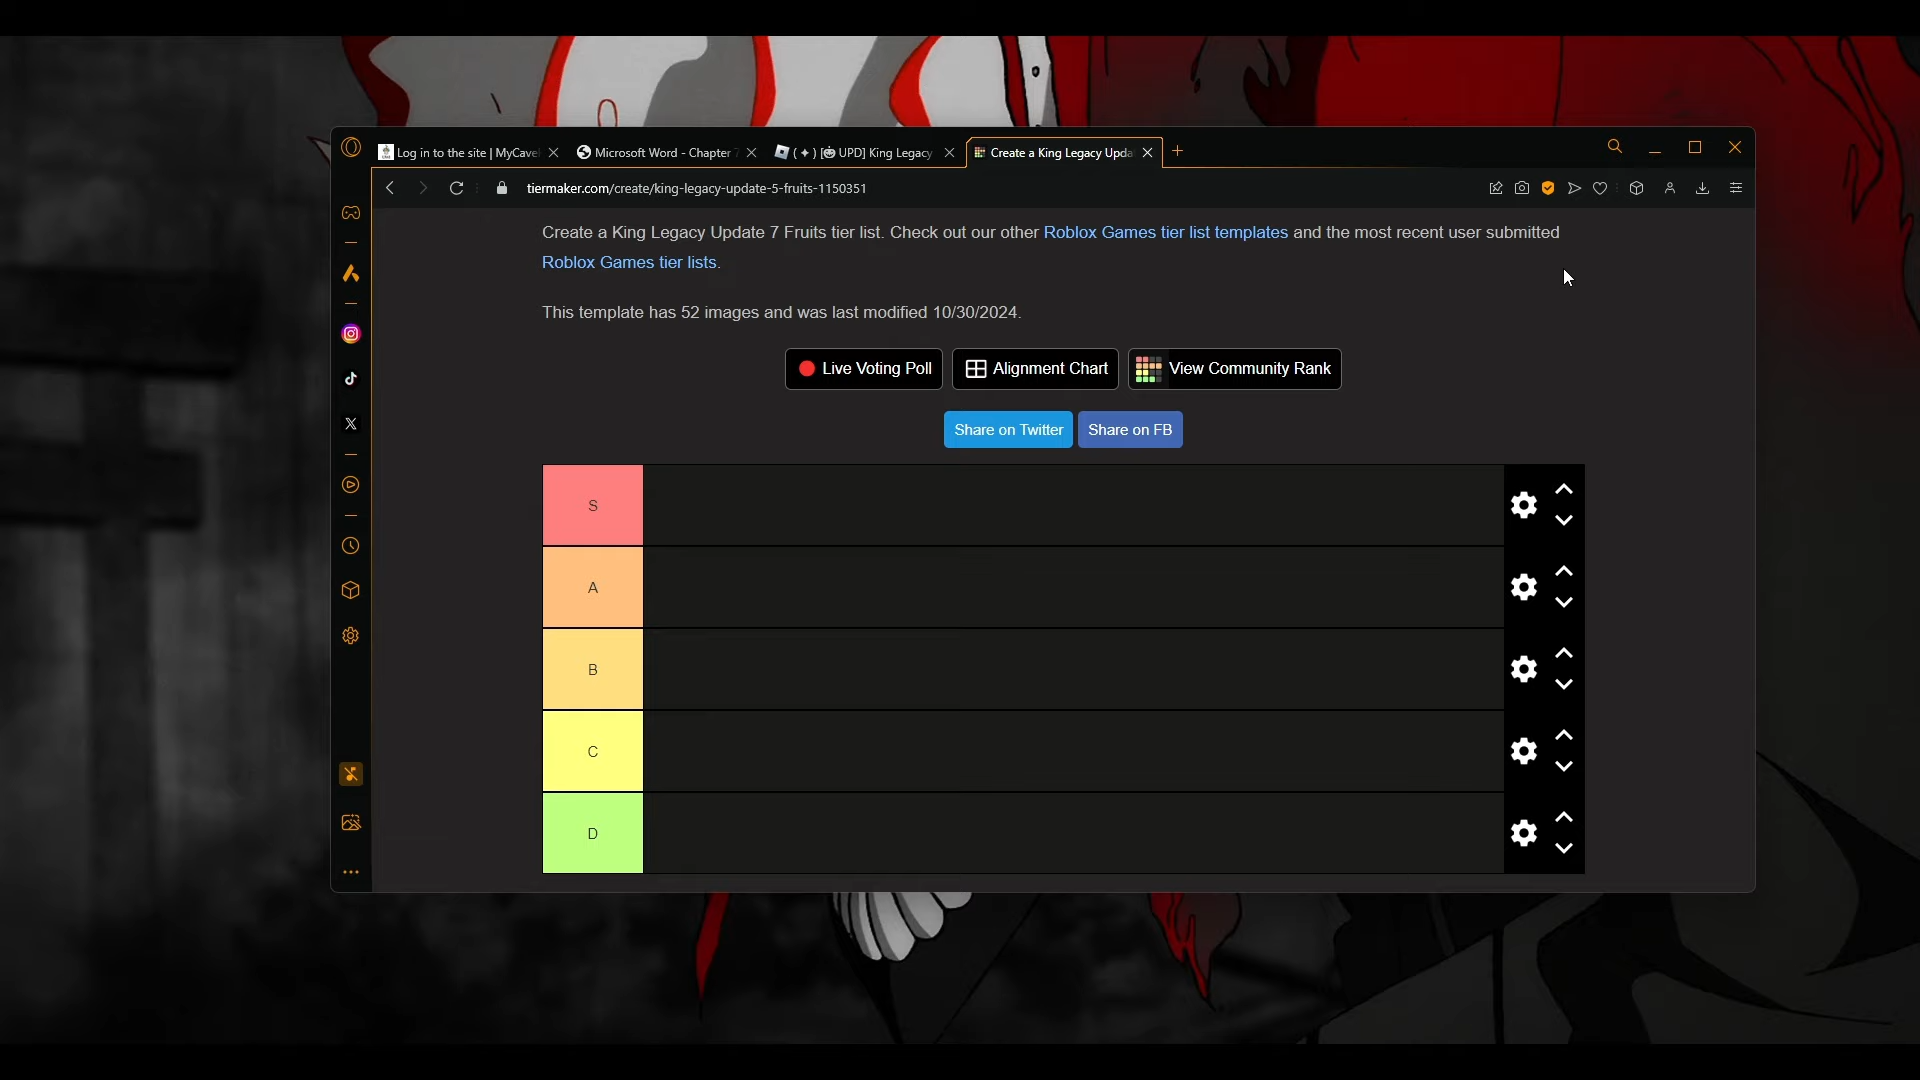 Log in to the site | MyCave
Microsoft Word - Chapter 7
( ✦ ) [🤖 UPD] King Legacy
Create a King Legacy Upda
tiermaker.com/create/king-legacy-update-5-fruits-1150351
Create a King Legacy Update 7 Fruits tier list. Check out our other Roblox Games tier list templates and the most recent user submitted
Roblox Games tier lists.
This template has 52 images and was last modified 10/30/2024.
Live Voting Poll
Alignment Chart
View Community Rank
Share on Twitter
Share on FB
S
A
B
C
D